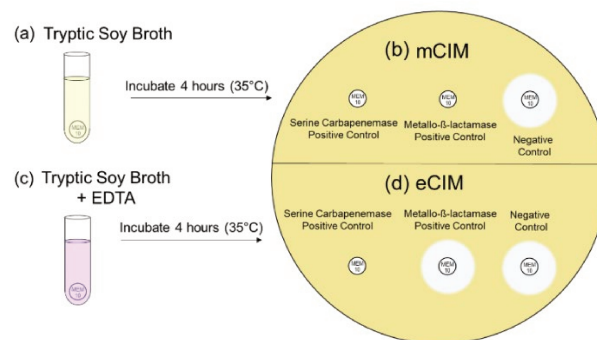 (a) Tryptic Soy Broth
MEM
10
Incubate 4 hours (35°C)
(b) mCIM
MEM
10
MEM
10
MEM
10
Serine Carbapenemase
Positive Control
Metallo-ß-lactamase
Positive Control
Negative
Control
(c) Tryptic Soy Broth
+ EDTA
MEM
10
Incubate 4 hours (35°C)
(d) eCIM
Serine Carbapenemase
Positive Control
Metallo-ß-lactamase
Positive Control
Negative
Control
MEM
10
MEM
10
MEM
10